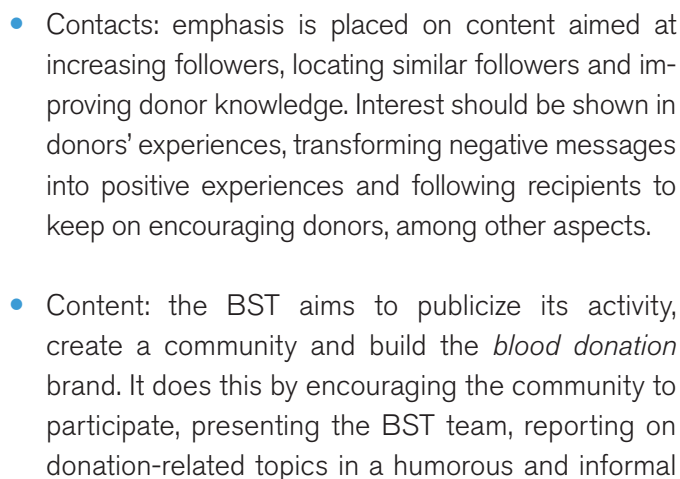 • Contacts: emphasis is placed on content aimed at
increasing followers, locating similar followers and im-
proving donor knowledge. Interest should be shown in
donors' experiences, transforming negative messages
into positive experiences and following recipients to
keep on encouraging donors, among other aspects.
• Content: the BST aims to publicize its activity,
create a community and build the blood donation
brand. It does this by encouraging the community to
participate, presenting the BST team, reporting on
donation-related topics in a humorous and informal